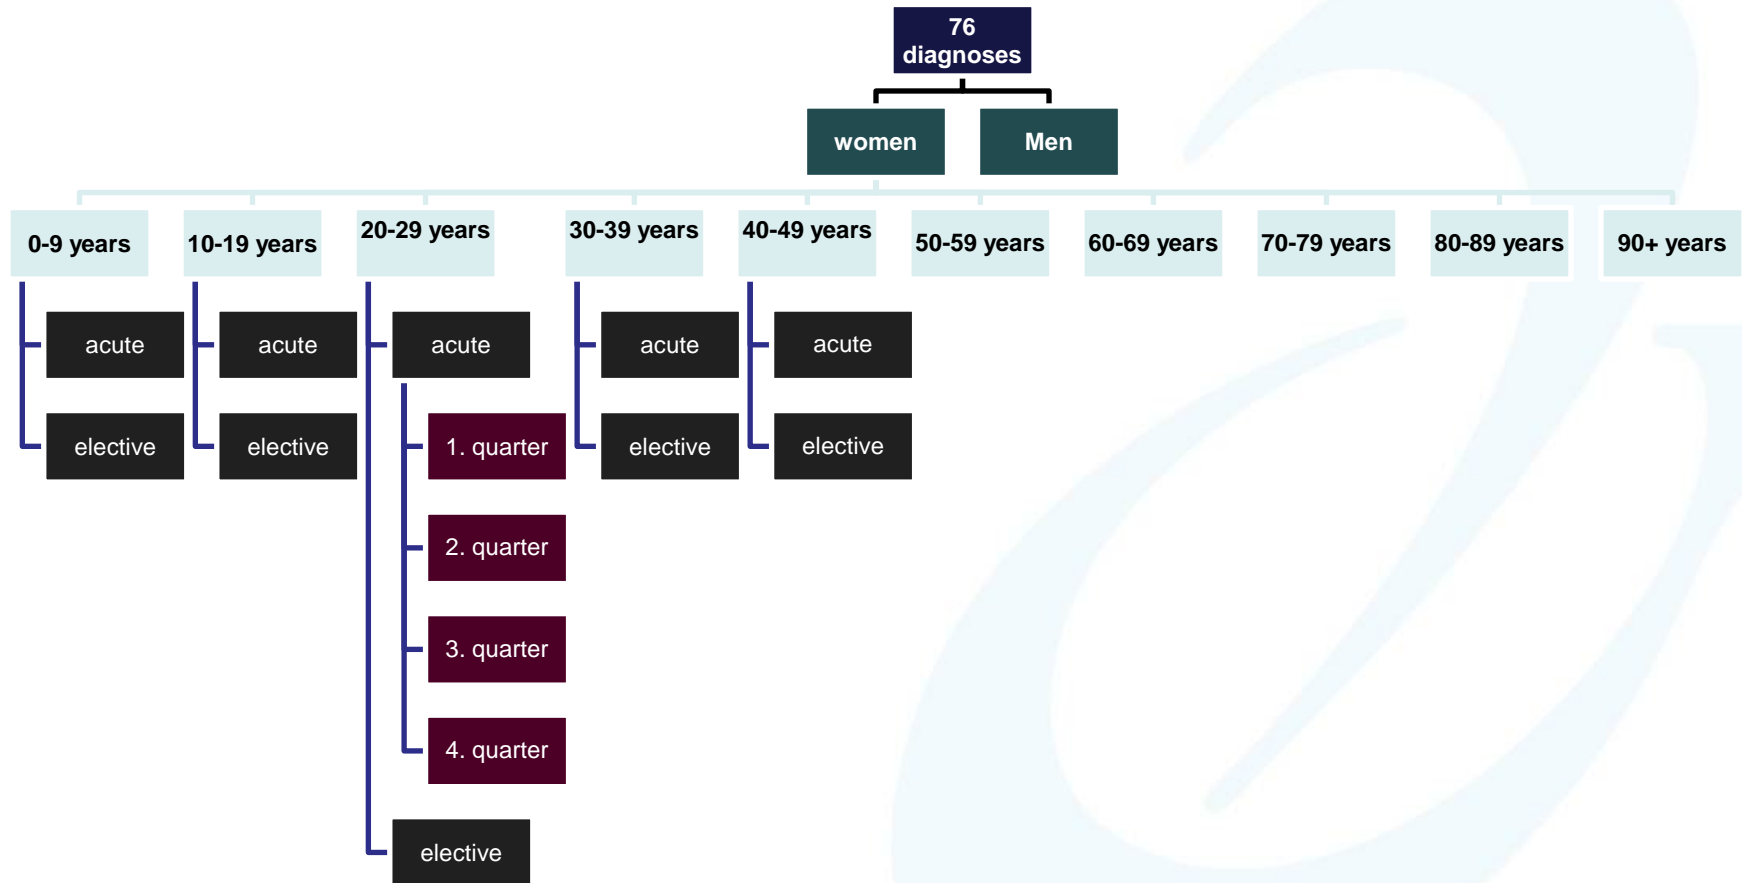 76
diagnoses
women
Men
0-9 years
10-19 years
20-29 years
30-39 years
40-49 years
50-59 years
60-69 years
70-79 years
80-89 years
90+ years
acute
acute
acute
acute
acute
elective
elective
1. quarter
elective
elective
2. quarter
3. quarter
4. quarter
elective